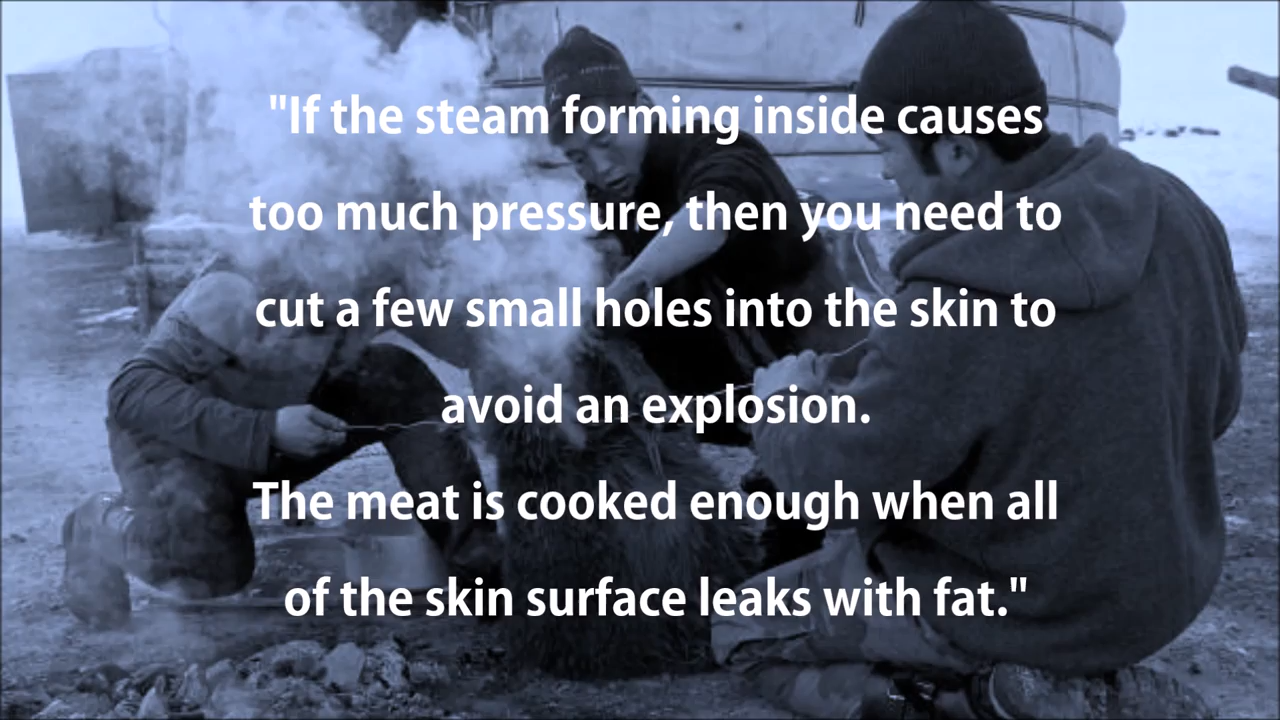 "If the steam forming inside causes
too much pressure, then you need to
cut a few small holes into the skin to
avoid an explosion.
The meat is cooked enough when all
of the skin surface leaks with fat."